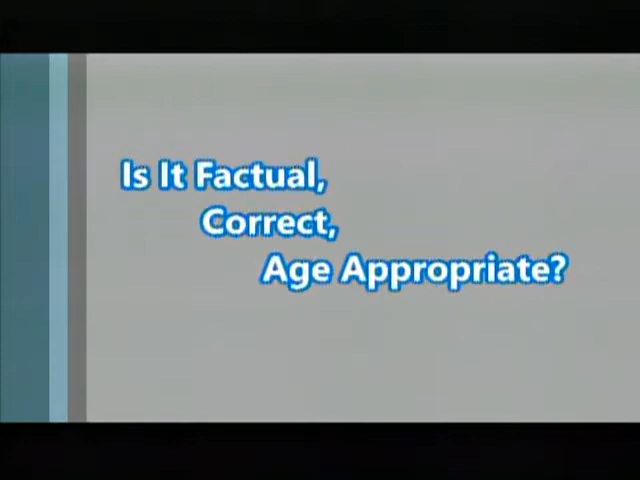 Is It Factual,
Correct,
Age Appropriate?